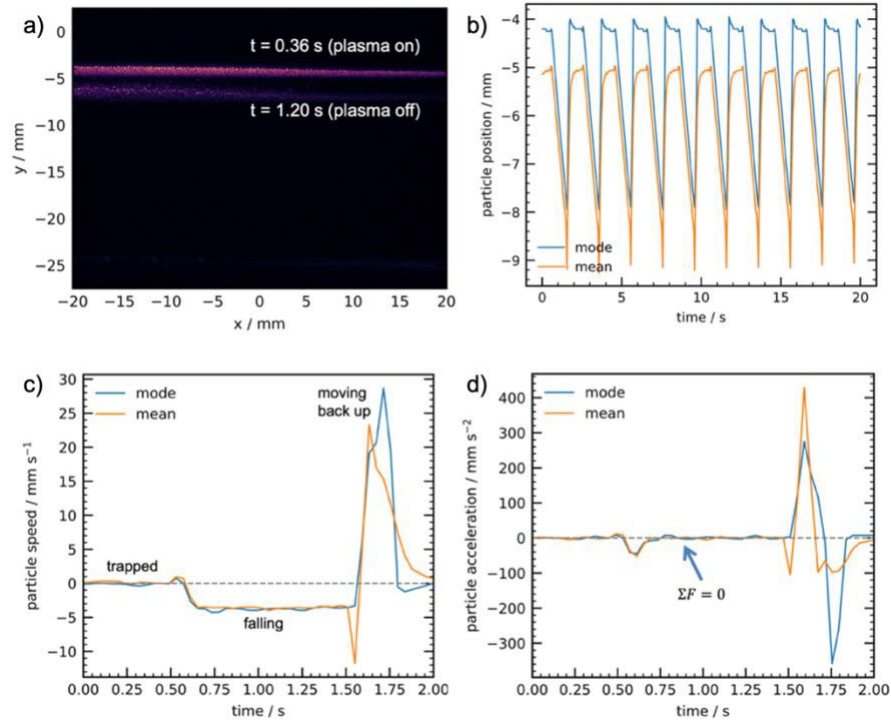 a)
t = 0.36 s (plasma on)
t = 1.20 s (plasma off)
0
−5
−10
−15
−20
−25
y / mm
−20 −15 −10 −5 0 5 10 15 20
x / mm
b)
−4
−5
−6
−7
−8
−9
particle position / mm
mode
mean
0 5 10 15 20
time / s
c)
mode
mean
moving
back up
trapped
falling
30
25
20
15
10
5
0
−5
−10
particle speed / mm s⁻¹
0.00 0.25 0.50 0.75 1.00 1.25 1.50 1.75 2.00
time / s
d)
mode
mean
ΣF = 0
400
300
200
100
0
−100
−200
−300
particle acceleration / mm s⁻²
0.00 0.25 0.50 0.75 1.00 1.25 1.50 1.75 2.00
time / s